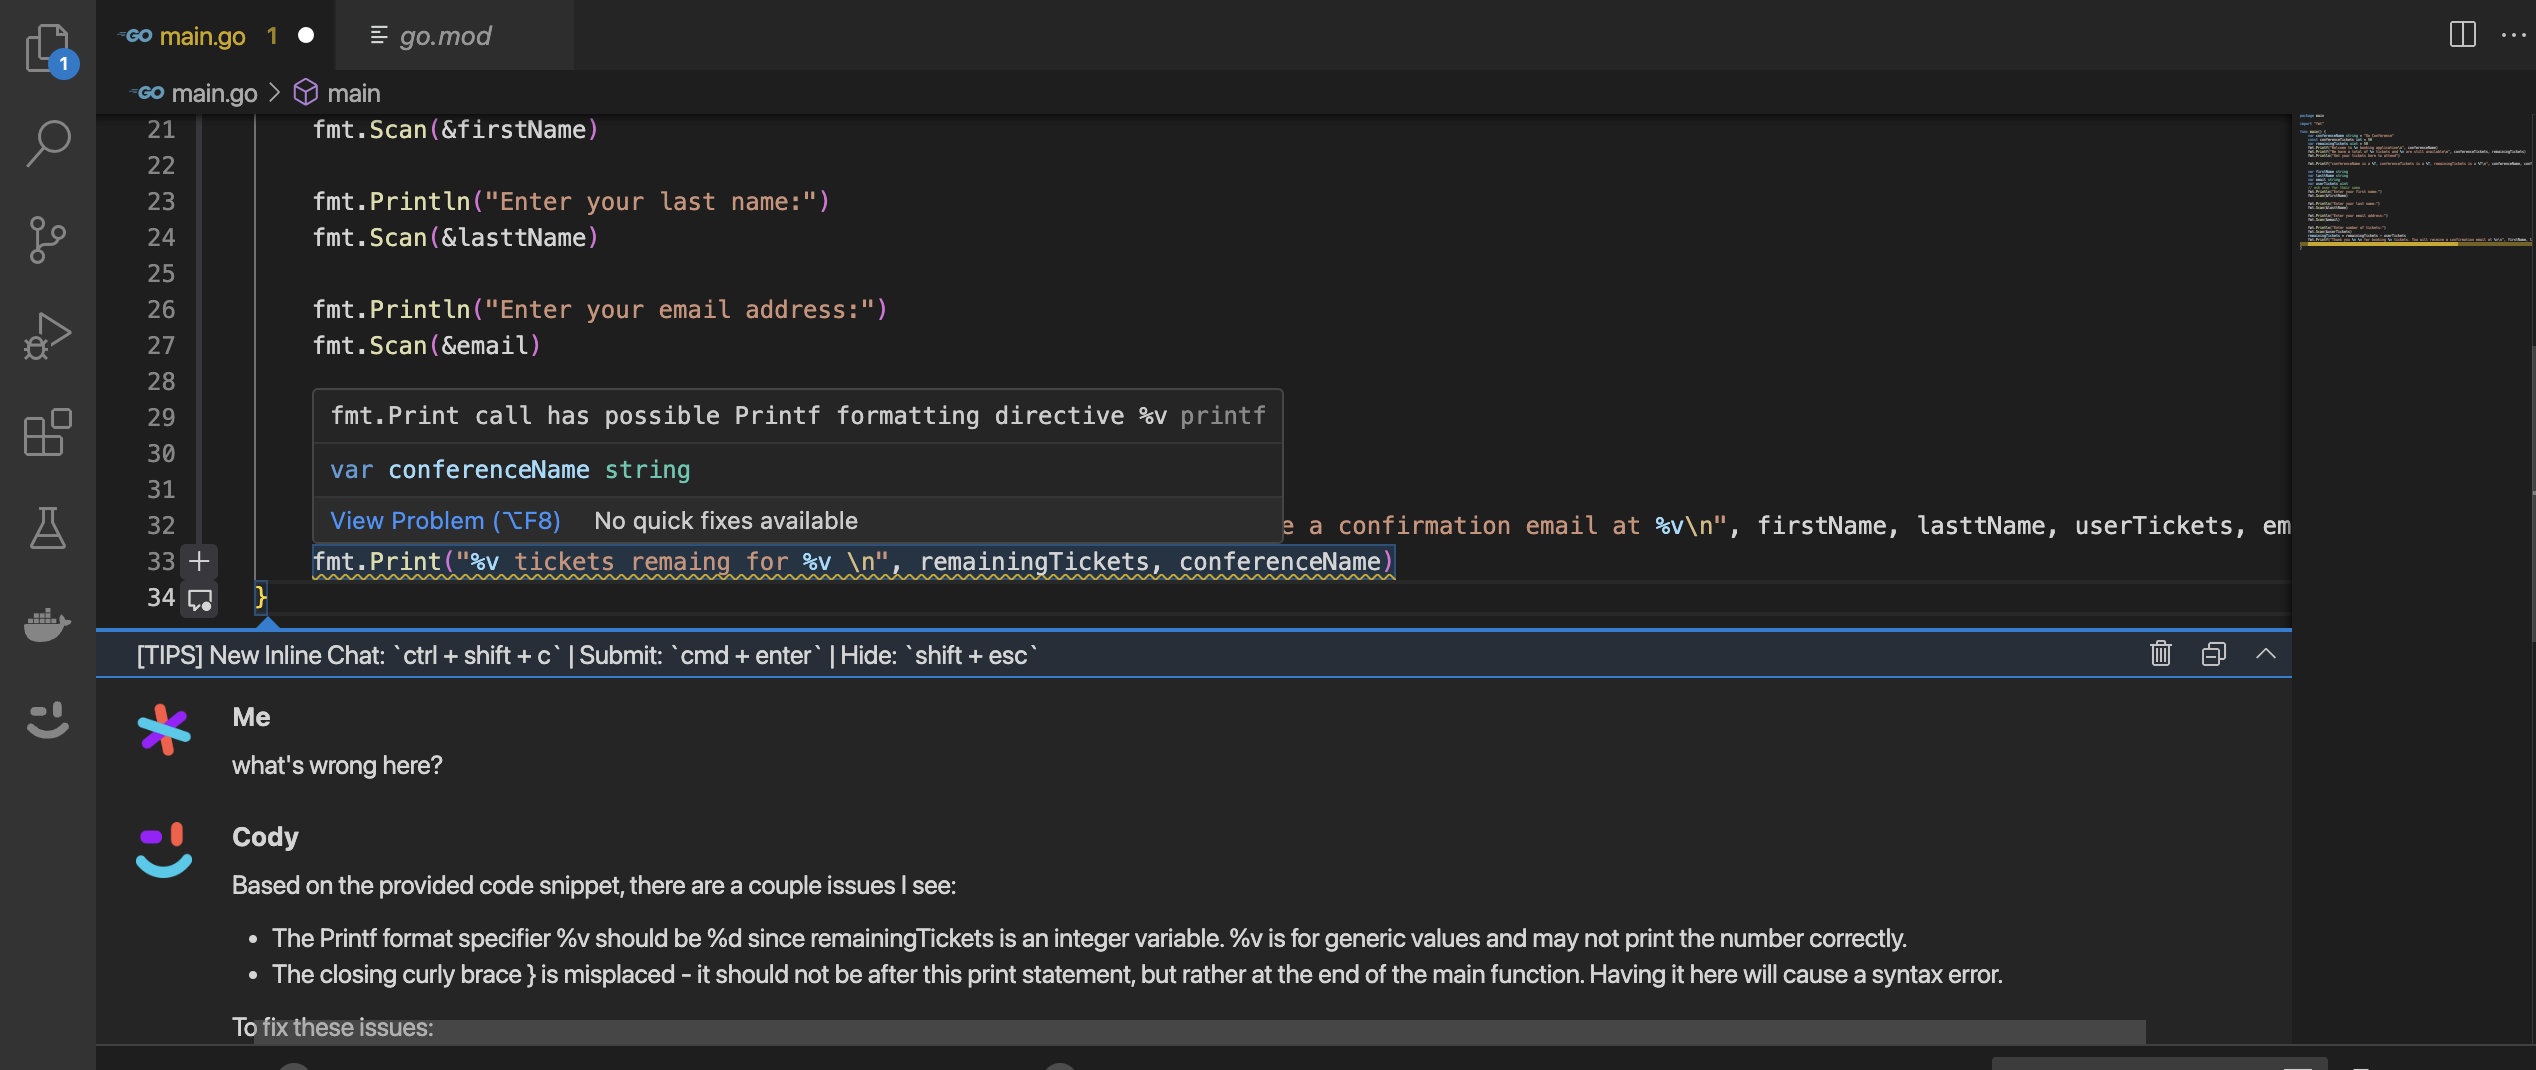 GO main.go 1 go.mod
1
GO main.go > main
21 fmt.Scan(&firstName)
22
23 fmt.Println("Enter your last name:")
24 fmt.Scan(&lasttName)
25
26 fmt.Println("Enter your email address:")
27 fmt.Scan(&email)
28
29 fmt.Print call has possible Printf formatting directive %v printf
30 var conferenceName string
31
32 View Problem (⌥F8) No quick fixes available e a confirmation email at %v\n", firstName, lasttName, userTickets, em
33 fmt.Print("%v tickets remaing for %v \n", remainingTickets, conferenceName)
34 }
[TIPS] New Inline Chat: `ctrl + shift + c` | Submit: `cmd + enter` | Hide: `shift + esc`
Me
what's wrong here?
Cody
Based on the provided code snippet, there are a couple issues I see:
• The Printf format specifier %v should be %d since remainingTickets is an integer variable. %v is for generic values and may not print the number correctly.
• The closing curly brace } is misplaced - it should not be after this print statement, but rather at the end of the main function. Having it here will cause a syntax error.
To fix these issues: